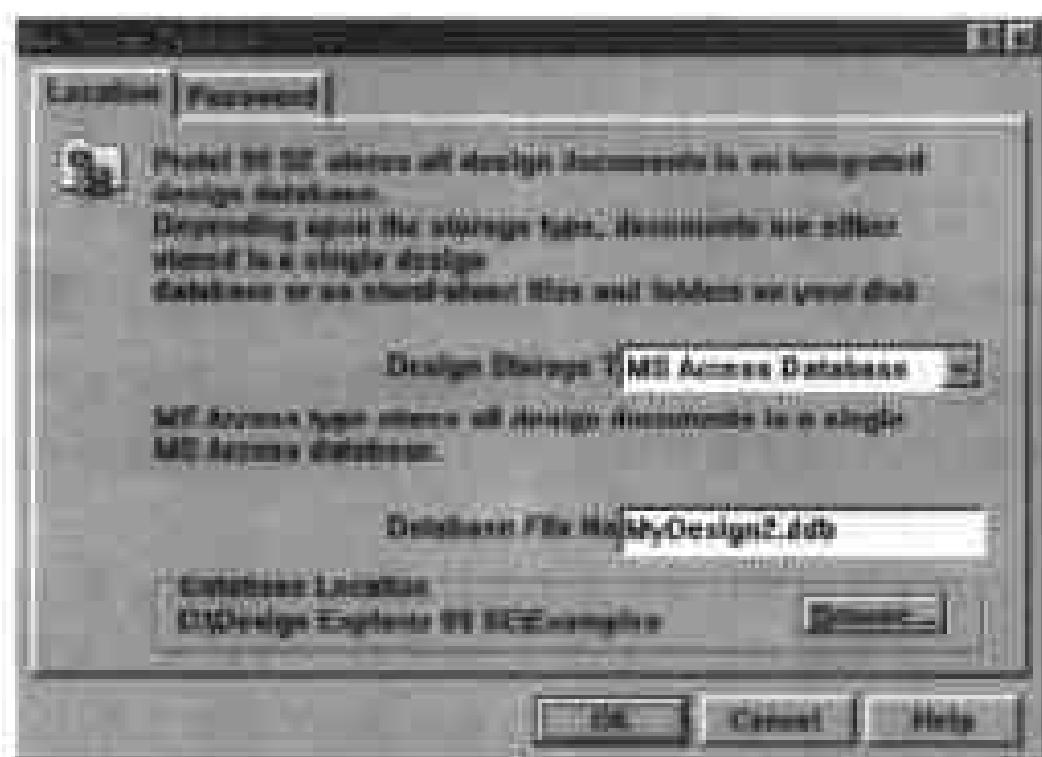 Location Password
Protel 99 SE stores all design documents in an integrated
design database.
Depending upon the storage type, documents are either
stored in a single design
database or as stand-alone files and folders on your disk
Design Storage T MS Access Database
MS Access type stores all design documents in a single
MS Access database.
Database File Na MyDesign2.ddb
Database Location
D:\Design Explorer 99 SE\Examples Browse...
OK Cancel Help